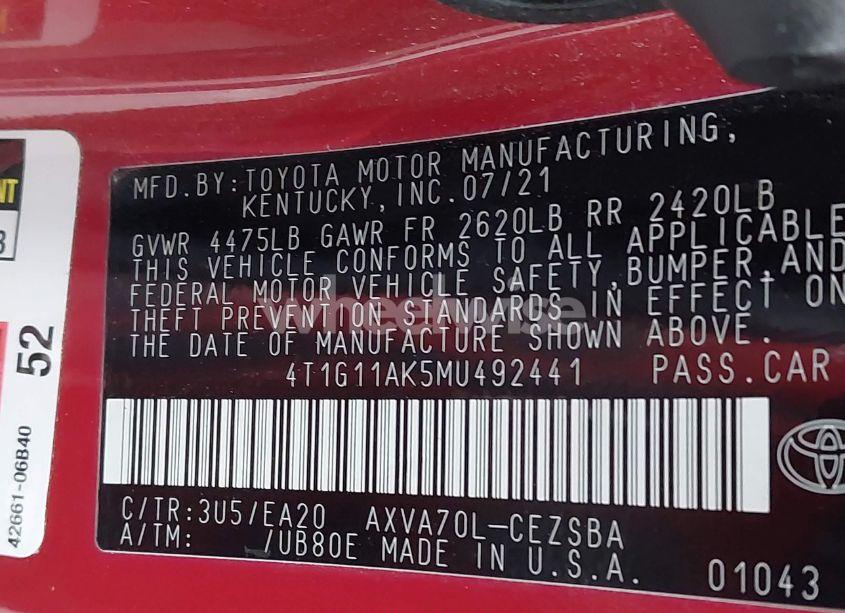 MFD.BY:TOYOTA MOTOR MANUFACTURING,
KENTUCKY,INC.07/21
GVWR 4475LB GAWR FR 2620LB RR 2420LB
THIS VEHICLE CONFORMS TO ALL APPLICABLE
FEDERAL MOTOR VEHICLE SAFETY,BUMPER,AND
THEFT PREVENTION STANDARDS IN EFFECT ON
THE DATE OF MANUFACTURE SHOWN ABOVE.
4T1G11AK5MU492441 PASS.CAR
C/TR:3U5/EA20 AXVA70L-CEZSBA
A/TM: /UB80E MADE IN U.S.A.
01043
52
42661-06B40